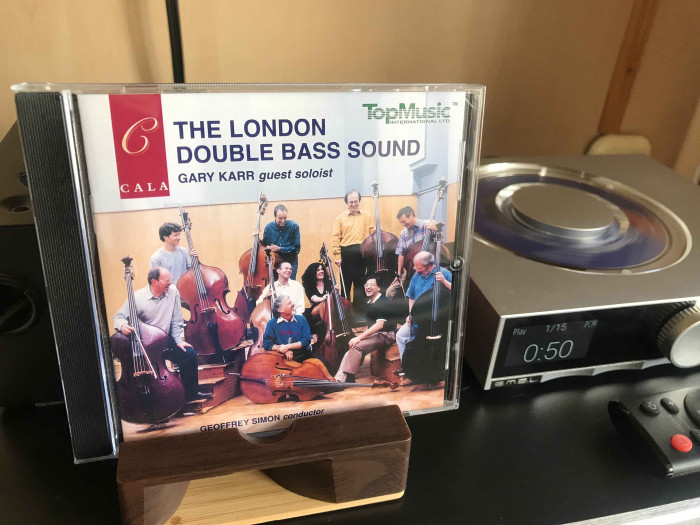 C
CALA
THE LONDON
DOUBLE BASS SOUND
GARY KARR guest soloist
TopMusic™
INTERNATIONAL LTD
GEOFFREY SIMON conductor
TopMusic
Play 1/15 PCM
0:50